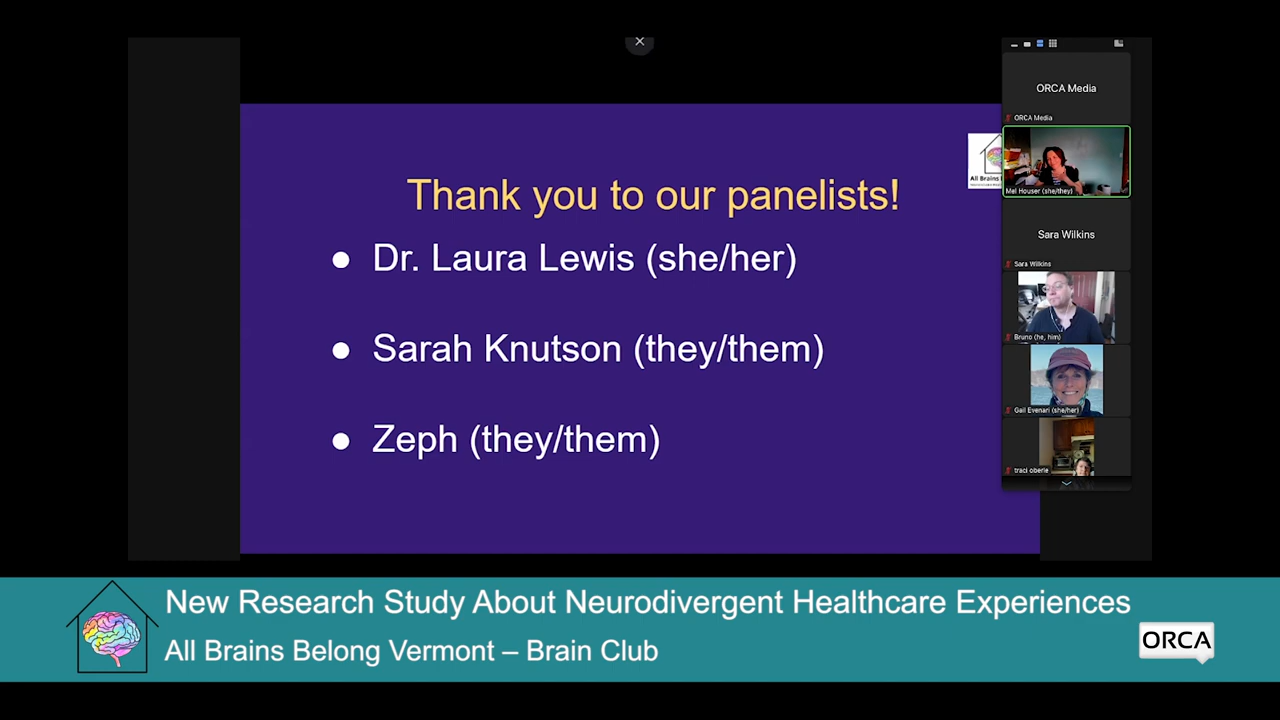 Thank you to our panelists!
● Dr. Laura Lewis (she/her)
● Sarah Knutson (they/them)
● Zeph (they/them)
All Brains
ORCA Media
ORCA Media
Mel Houser (she/they)
Sara Wilkins
Sara Wilkins
Bruno (he, him)
Gail Evenari (she/her)
traci oberle
New Research Study About Neurodivergent Healthcare Experiences
All Brains Belong Vermont – Brain Club
ORCA